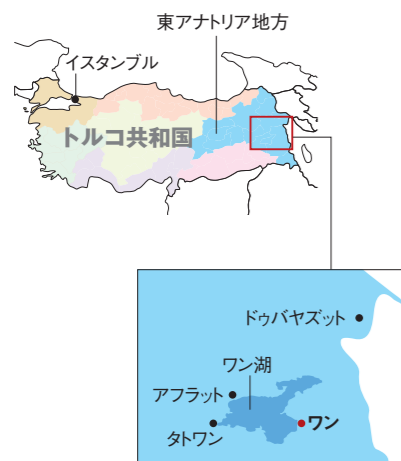 東アナトリア地方
イスタンブル
トルコ共和国
ドゥバヤズット
ワン湖
アフラット
ワン
タトワン